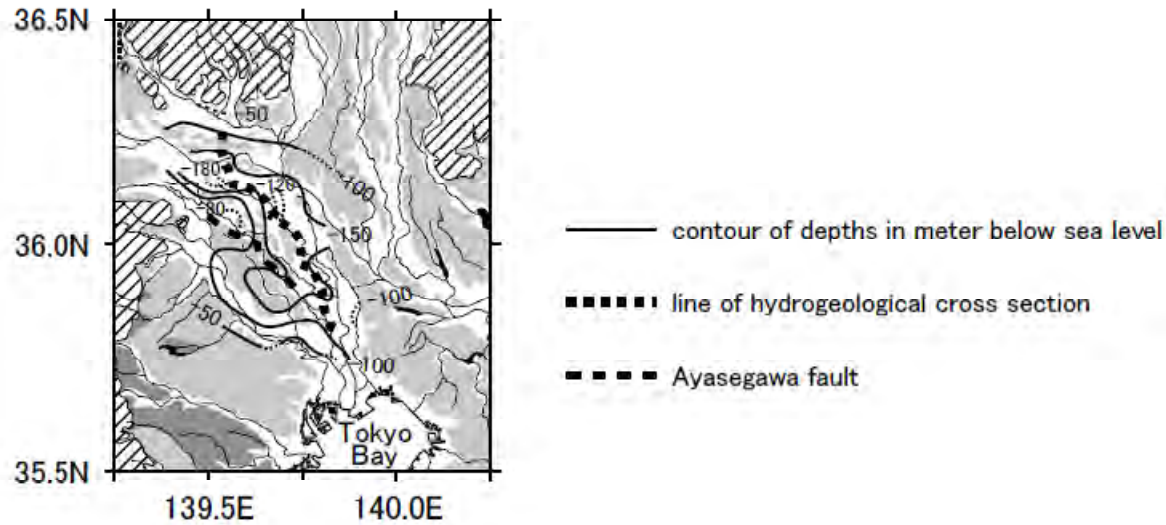 36.5N
36.0N
35.5N
139.5E
140.0E
-50
-100
-180
-120
-80
-150
-100
-50
-100
Tokyo
Bay
contour of depths in meter below sea level
line of hydrogeological cross section
Ayasegawa fault